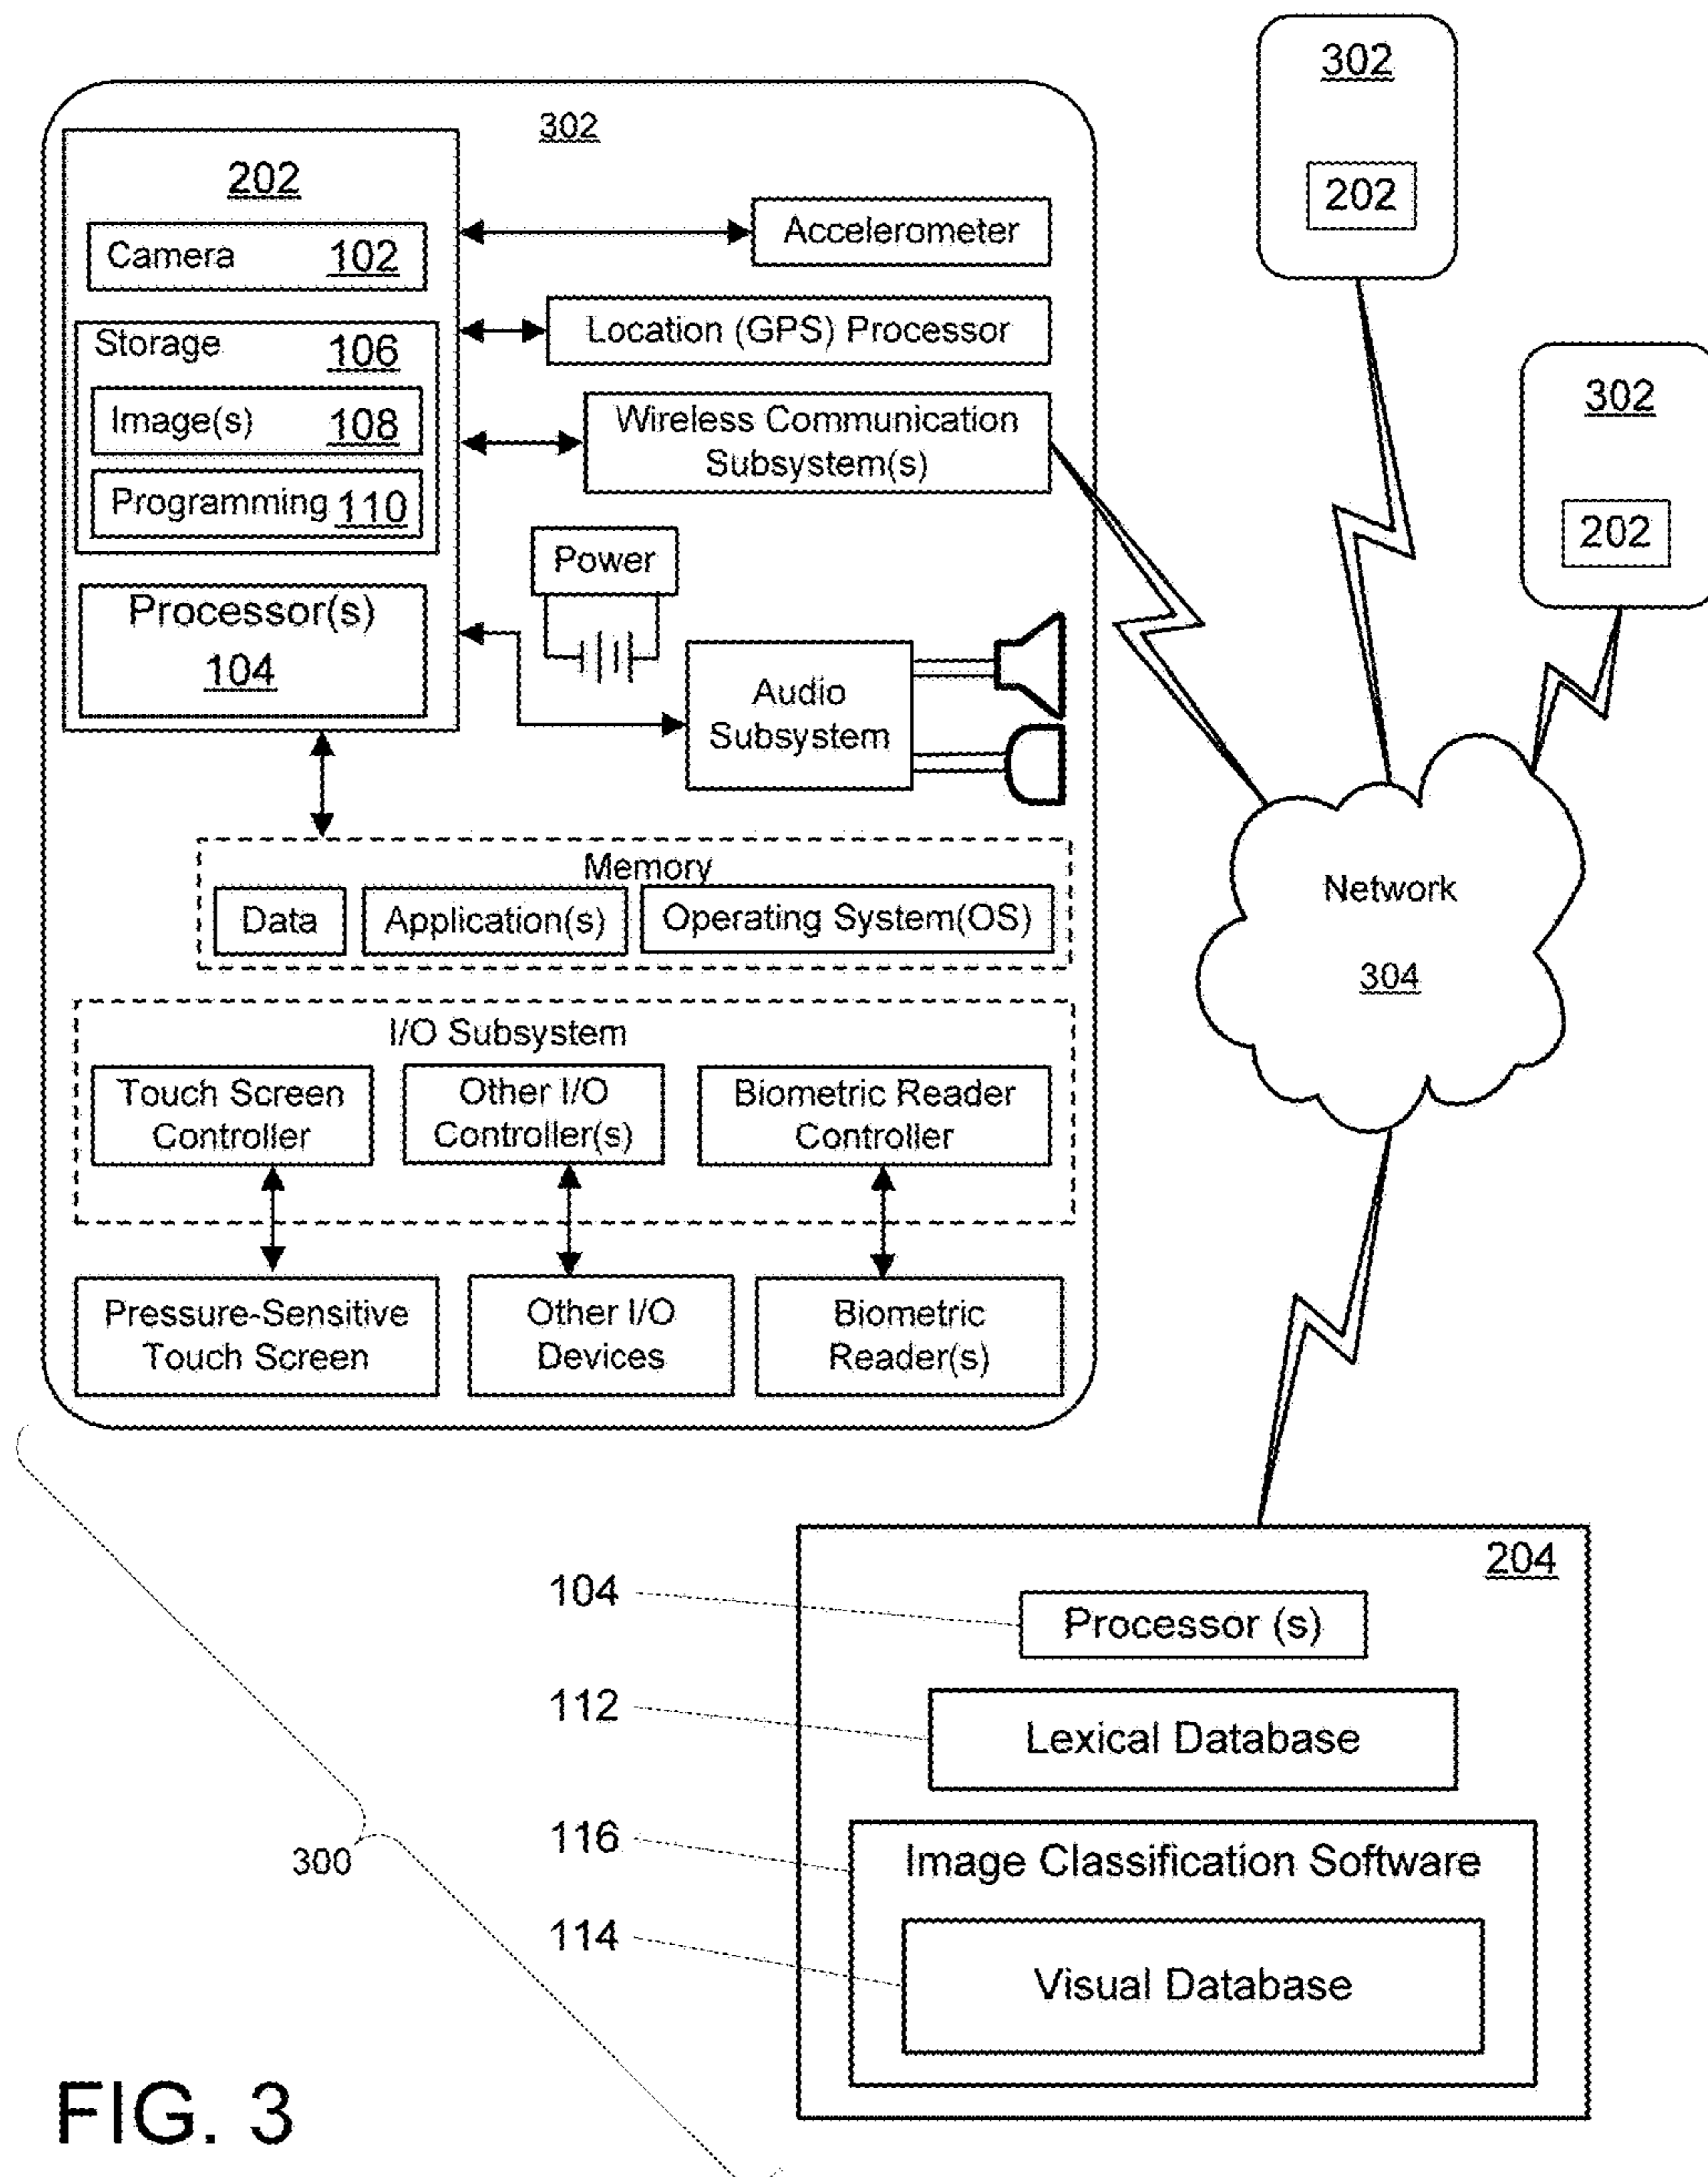 302
202
Camera 102
Storage 106
Image(s) 108
Programming 110
Processor(s)
104
Accelerometer
Location (GPS) Processor
Wireless Communication
Subsystem(s)
Power
Audio
Subsystem
Memory
Data
Application(s)
Operating System(OS)
I/O Subsystem
Touch Screen
Controller
Other I/O
Controller(s)
Biometric Reader
Controller
Pressure-Sensitive
Touch Screen
Other I/O
Devices
Biometric
Reader(s)
302
202
302
202
Network
304
204
104
Processor (s)
112
Lexical Database
116
Image Classification Software
114
Visual Database
300
FIG. 3